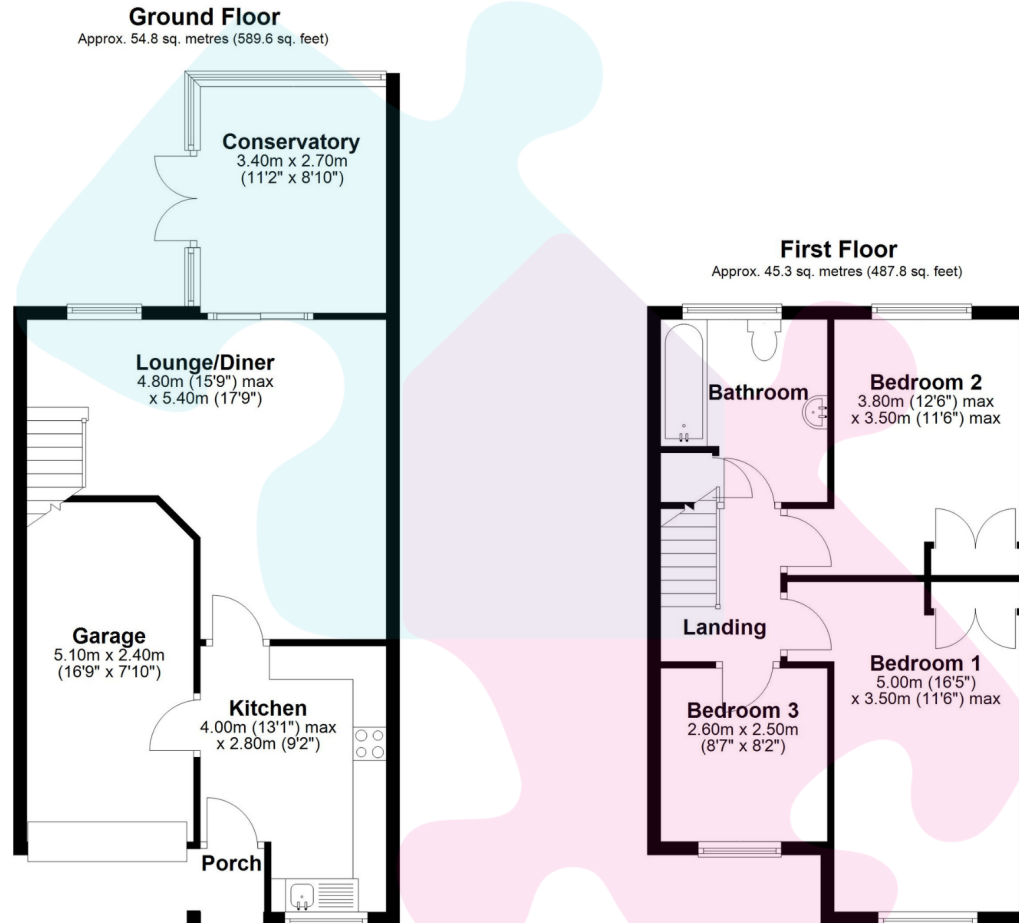 Ground Floor
Approx. 54.8 sq. metres (589.6 sq. feet)
Conservatory
3.40m x 2.70m
(11'2" x 8'10")
Lounge/Diner
4.80m (15'9") max
x 5.40m (17'9")
Garage
5.10m x 2.40m
(16'9" x 7'10")
Kitchen
4.00m (13'1") max
x 2.80m (9'2")
Porch
First Floor
Approx. 45.3 sq. metres (487.8 sq. feet)
Bathroom
Bedroom 2
3.80m (12'6") max
x 3.50m (11'6") max
Landing
Bedroom 1
5.00m (16'5")
x 3.50m (11'6") max
Bedroom 3
2.60m x 2.50m
(8'7" x 8'2")